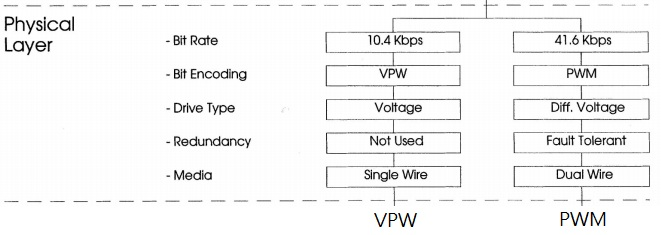 Physical
Layer
- Bit Rate 10.4 Kbps 41.6 Kbps
- Bit Encoding VPW PWM
- Drive Type Voltage Diff. Voltage
- Redundancy Not Used Fault Tolerant
- Media Single Wire Dual Wire
VPW PWM